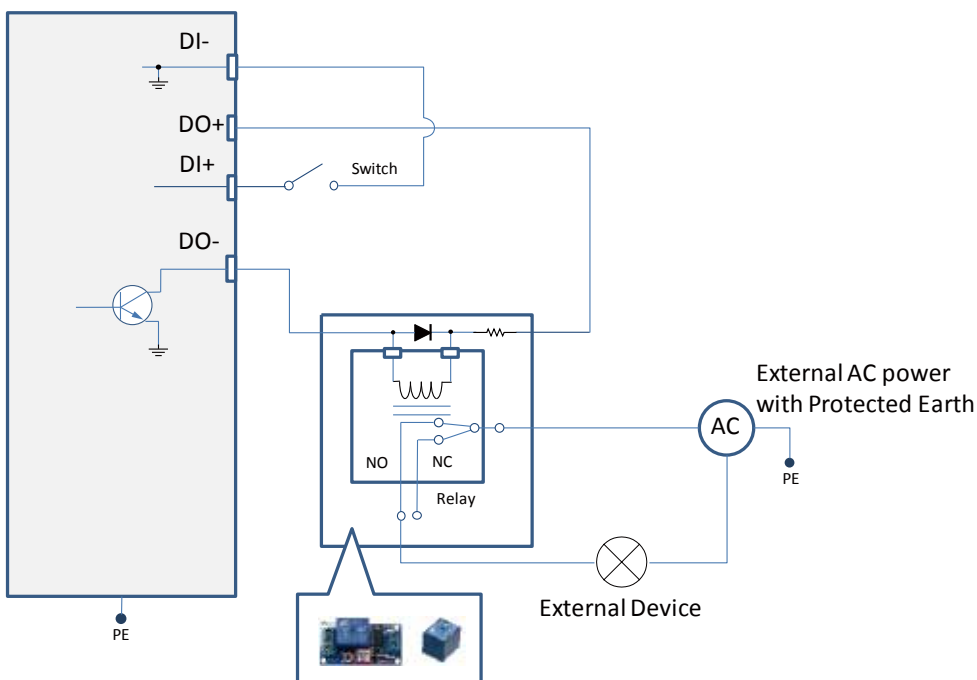 DI-
DO+
DI+
Switch
DO-
External AC power
with Protected Earth
AC
NO
NC
PE
Relay
External Device
PE